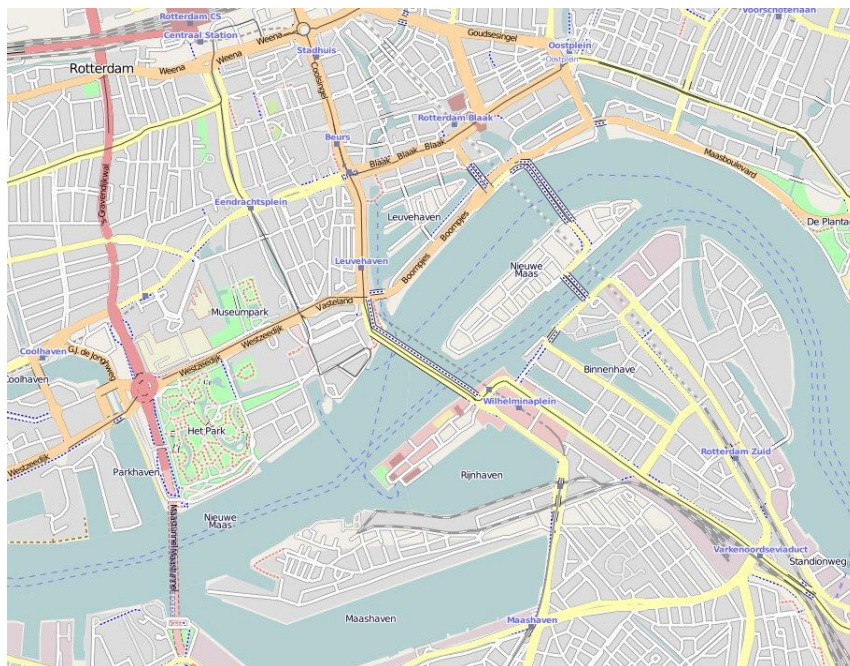 Rotterdam CS
Voorschoterlaan
Centraal Station
Weena
Weena
Goudsesingel
Weena
Stadhuis
Oostplein
Oostplein
Rotterdam
Coolsingel
Rotterdam Blaak
Beurs
Blaak
Blaak
Blaak
Maasboulevard
's-Gravendijkwal
Eendrachtsplein
Leuvehaven
Boompjes
De Planta
Leuvehaven
Boompjes
Nieuwe
Maas
Vasteland
Museumpark
Westzeedijk
Westzeedijk
Coolhaven
G.J. de Jonghweg
Coolhaven
Binnenhave
Wilhelminaplein
Het Park
Westzeedijk
Parkhaven
Rijnhaven
Rotterdam Zuid
Nieuwe
Maas
Maastunnel
Maastunnel
Varkenoordseviaduct
Standionweg
Maashaven
Maashaven